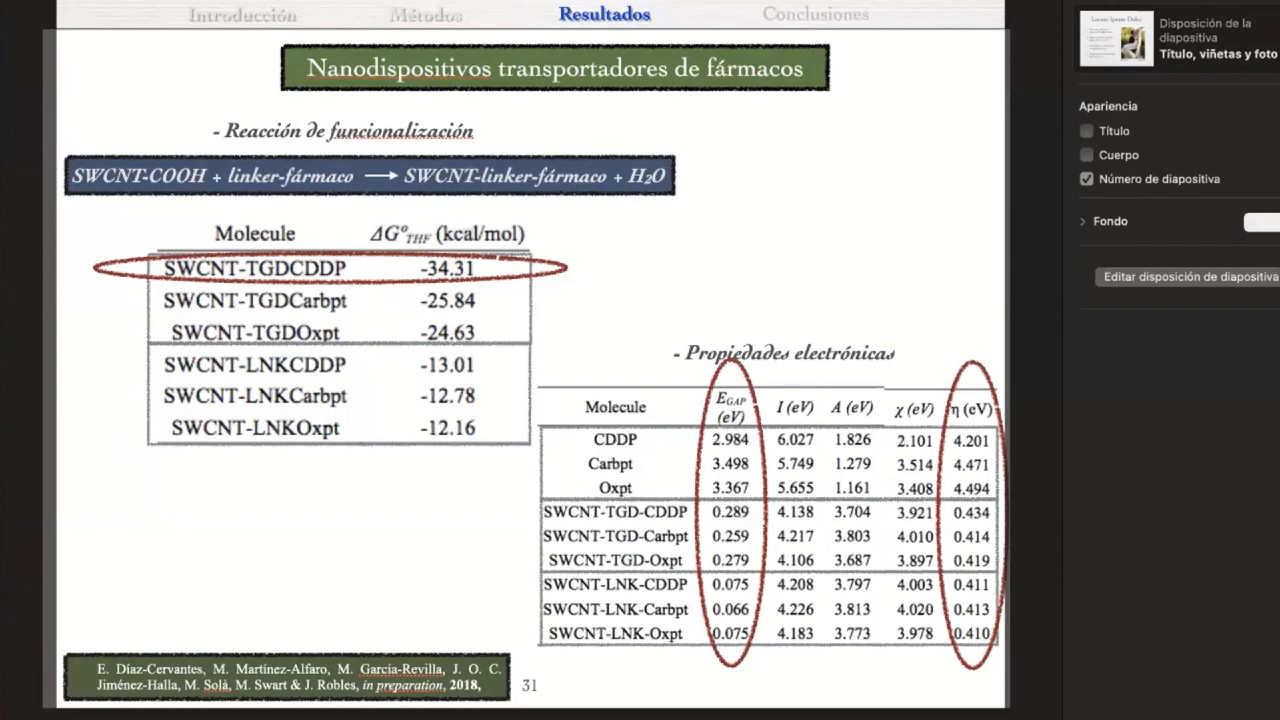 Introducción Métodos Resultados Conclusiones
Nanodispositivos transportadores de fármacos
- Reacción de funcionalización
SWCNT-COOH + linker-fármaco ⟶ SWCNT-linker-fármaco + H₂O
Molecule ΔG°THF (kcal/mol)
SWCNT-TGDCDDP -34.31
SWCNT-TGDCarbpt -25.84
SWCNT-TGDOxpt -24.63
SWCNT-LNKCDDP -13.01
SWCNT-LNKCarbpt -12.78
SWCNT-LNKOxpt -12.16
- Propiedades electrónicas
Molecule EGAP (eV) I (eV) A (eV) χ (eV) η (eV)
CDDP 2.984 6.027 1.826 2.101 4.201
Carbpt 3.498 5.749 1.279 3.514 4.471
Oxpt 3.367 5.655 1.161 3.408 4.494
SWCNT-TGD-CDDP 0.289 4.138 3.704 3.921 0.434
SWCNT-TGD-Carbpt 0.259 4.217 3.803 4.010 0.414
SWCNT-TGD-Oxpt 0.279 4.106 3.687 3.897 0.419
SWCNT-LNK-CDDP 0.075 4.208 3.797 4.003 0.411
SWCNT-LNK-Carbpt 0.066 4.226 3.813 4.020 0.413
SWCNT-LNK-Oxpt 0.075 4.183 3.773 3.978 0.410
E. Díaz-Cervantes, M. Martínez-Alfaro, M. García-Revilla, J. O. C.
Jiménez-Halla, M. Solà, M. Swart & J. Robles, in preparation, 2018,
31
Lorem Ipsum Dolor
Disposición de la
diapositiva
Título, viñetas y foto
Apariencia
Título
Cuerpo
Número de diapositiva
Fondo
Editar disposición de diapositiva